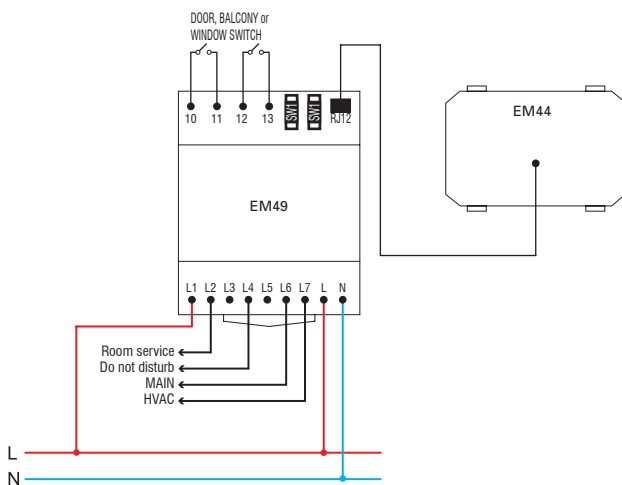 DOOR, BALCONY or
WINDOW SWITCH
10 11 12 13 SW1 SW1 RJ12
EM44
EM49
L1 L2 L3 L4 L5 L6 L7 L N
Room service
Do not disturb
MAIN
HVAC
L
N